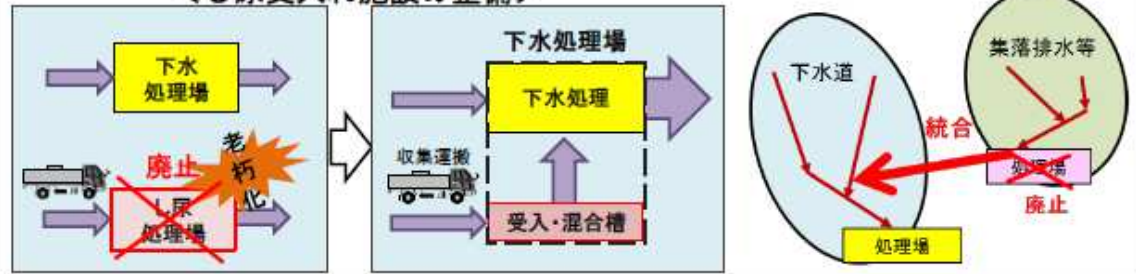 下水
処理場
廃止
老
朽
化
し尿
処理場
下水処理場
下水処理
収集運搬
受入・混合槽
下水道
処理場
統合
集落排水等
処理場
廃止